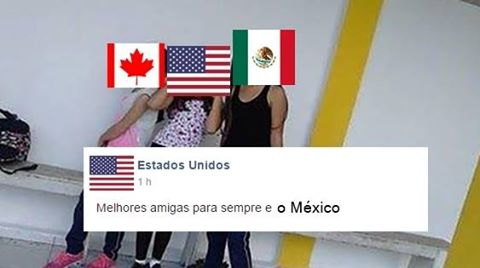 Estados Unidos
1 h
Melhores amigas para sempre e o México